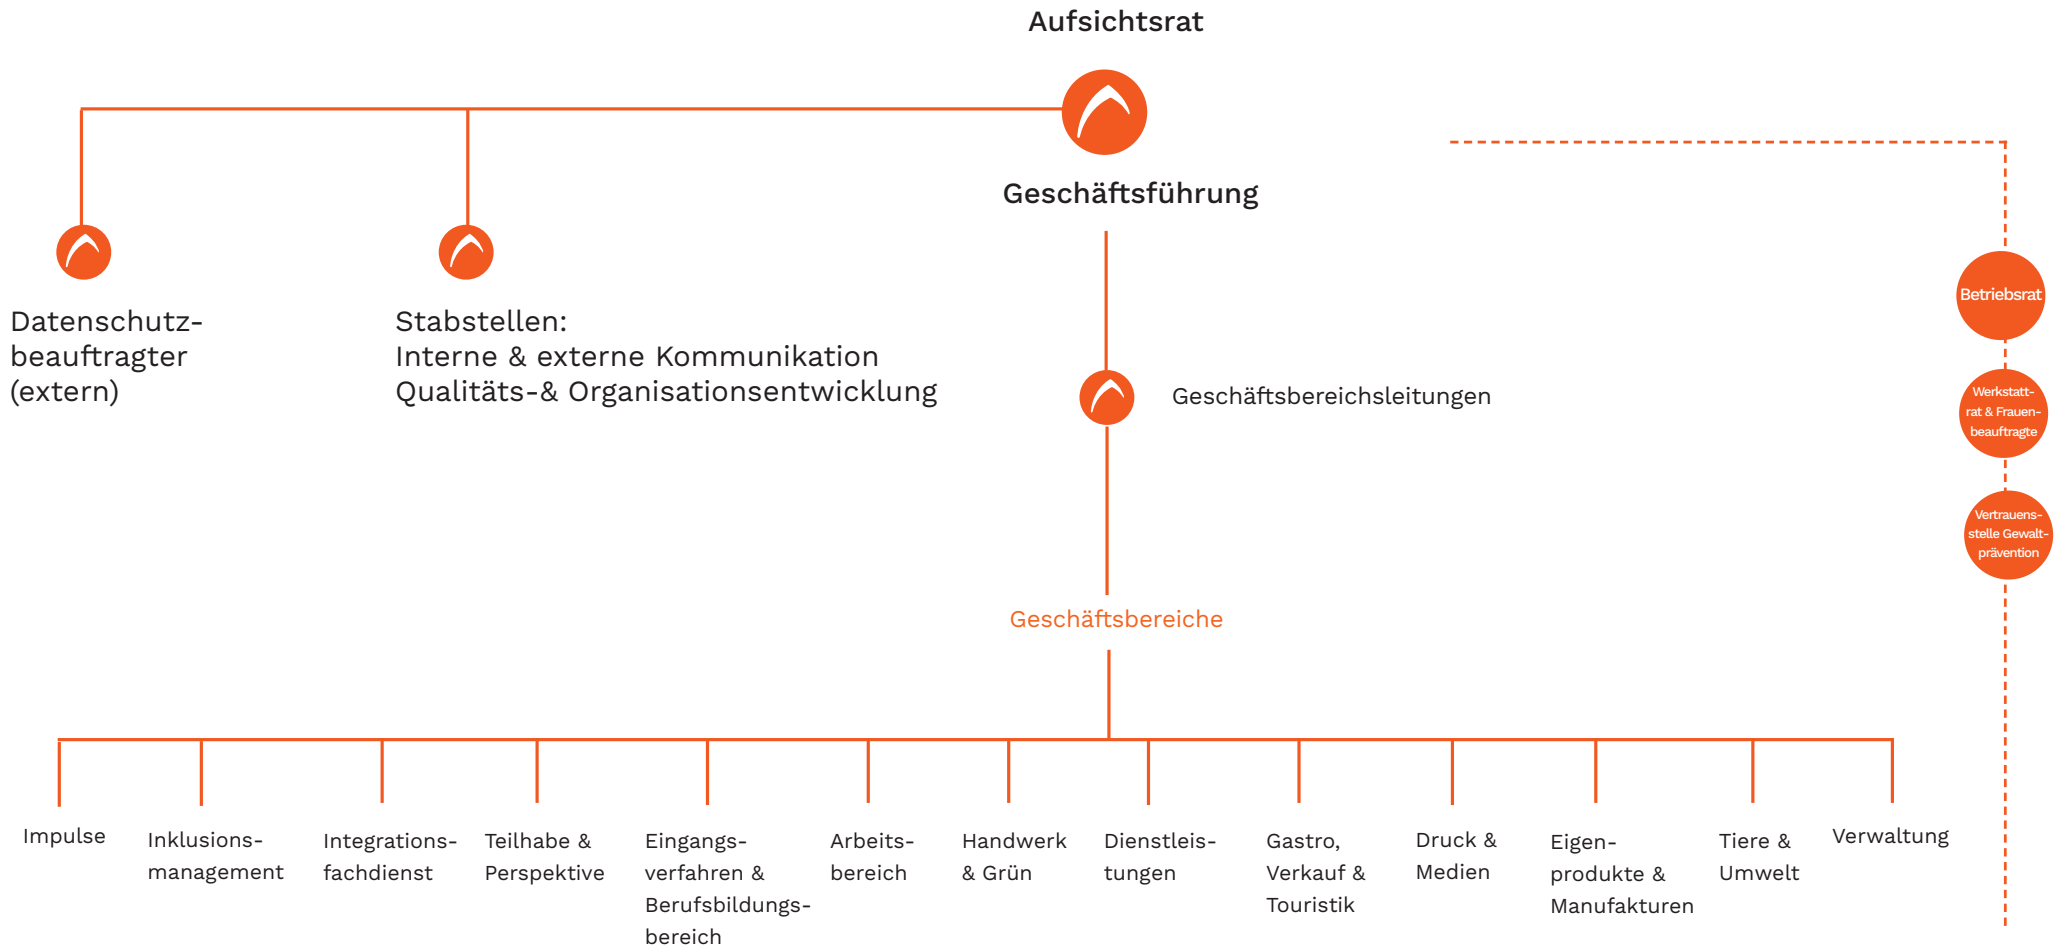 Aufsichtsrat
Geschäftsführung
Datenschutz-
beauftragter
(extern)
Stabstellen:
Interne & externe Kommunikation
Qualitäts-& Organisationsentwicklung
Geschäftsbereichsleitungen
Betriebsrat
Werkstatt-
rat & Frauen-
beauftragte
Vertrauens-
stelle Gewalt-
prävention
Geschäftsbereiche
Impulse
Inklusions-
management
Integrations-
fachdienst
Teilhabe &
Perspektive
Eingangs-
verfahren &
Berufsbildungs-
bereich
Arbeits-
bereich
Handwerk
& Grün
Dienstleis-
tungen
Gastro,
Verkauf &
Touristik
Druck &
Medien
Eigen-
produkte &
Manufakturen
Tiere &
Umwelt
Verwaltung